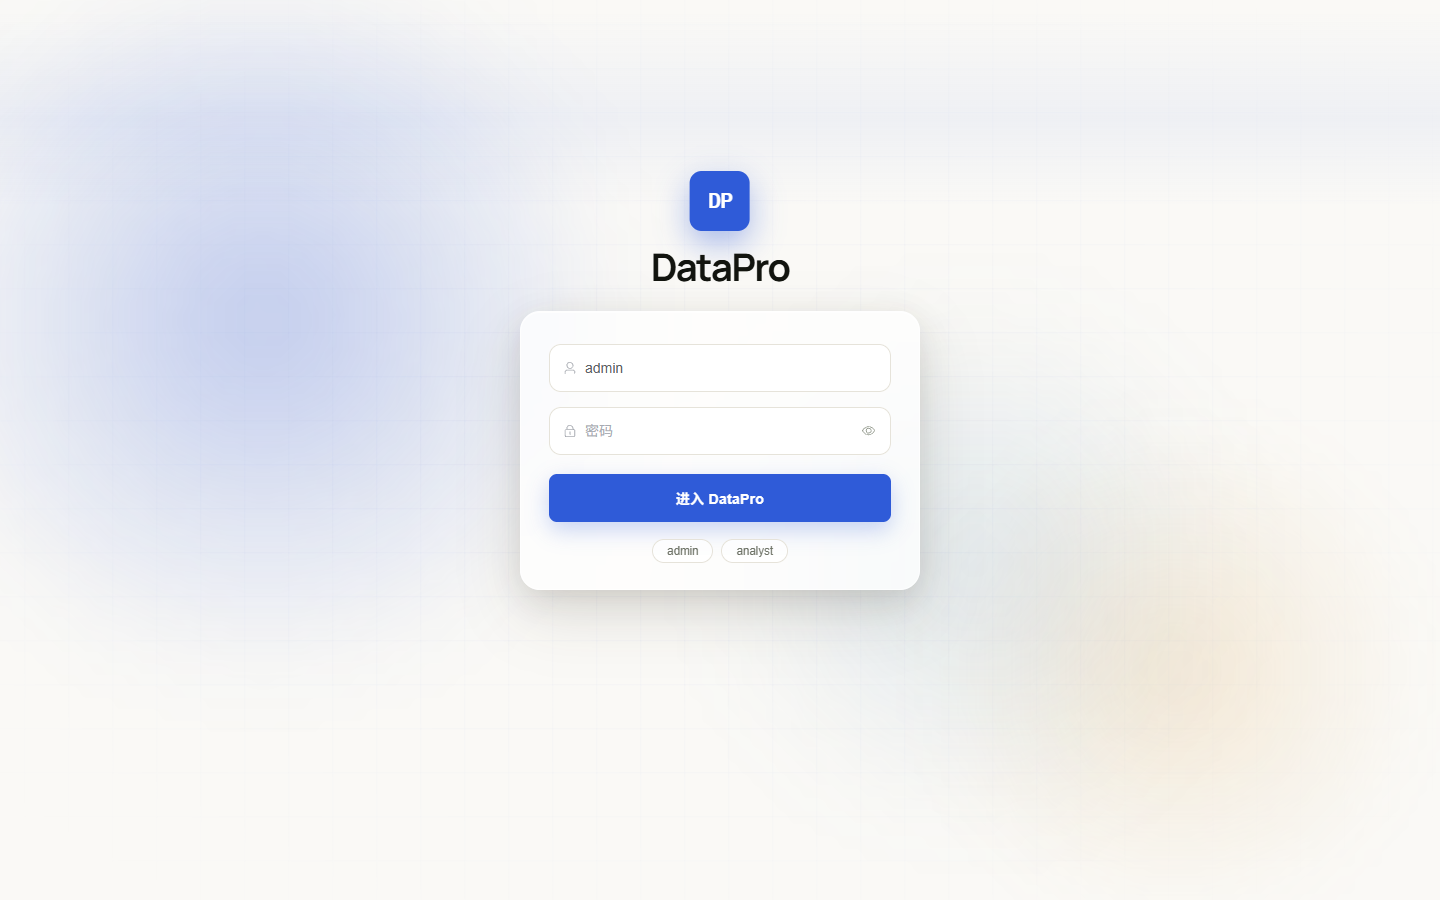 DP
DataPro
admin
密码
进入 DataPro
admin
analyst